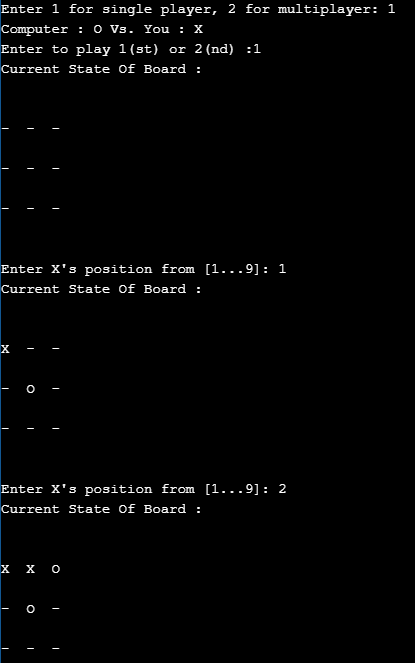 Enter 1 for single player, 2 for multiplayer: 1
Computer : O Vs. You : X
Enter to play 1(st) or 2(nd) :1
Current State Of Board :
- - -
- - -
- - -
Enter X's position from [1...9]: 1
Current State Of Board :
X - -
- O -
- - -
Enter X's position from [1...9]: 2
Current State Of Board :
X X O
- O -
- - -